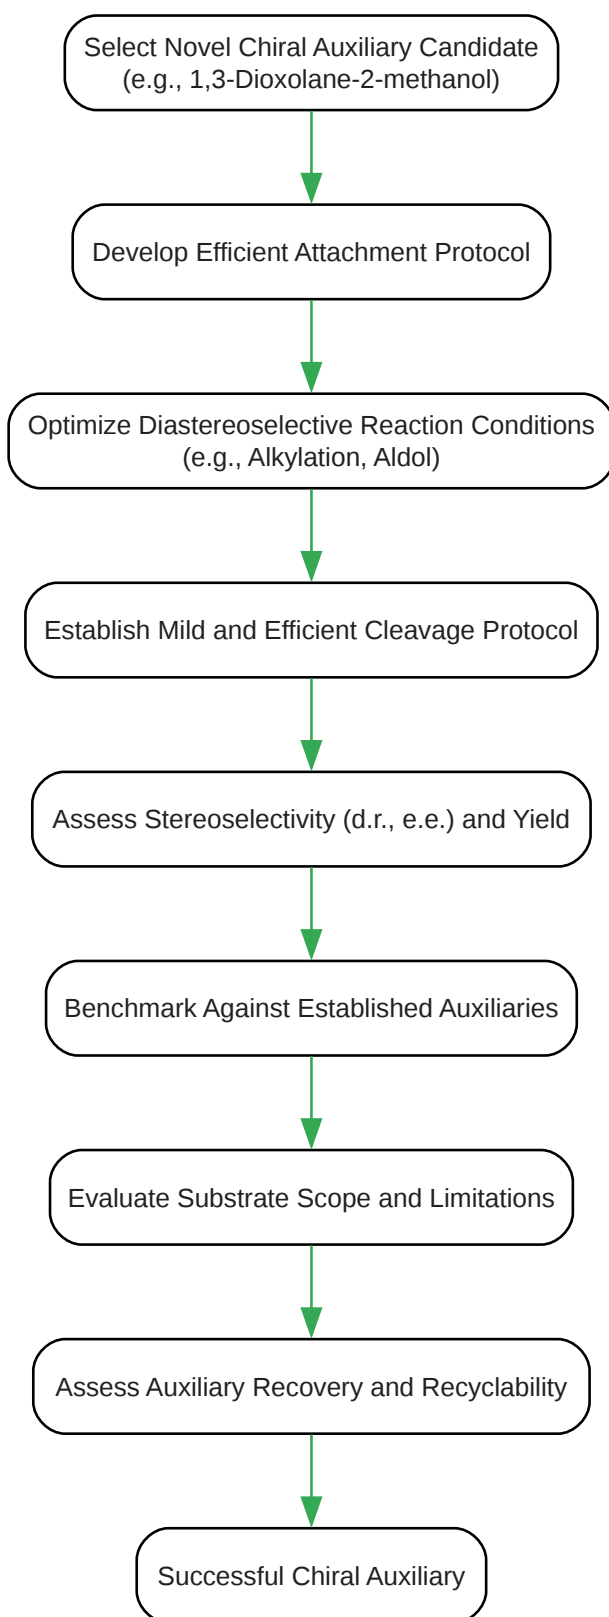 Select Novel Chiral Auxiliary Candidate
(e.g., 1,3-Dioxolane-2-methanol)
Develop Efficient Attachment Protocol
Optimize Diastereoselective Reaction Conditions
(e.g., Alkylation, Aldol)
Establish Mild and Efficient Cleavage Protocol
Assess Stereoselectivity (d.r., e.e.) and Yield
Benchmark Against Established Auxiliaries
Evaluate Substrate Scope and Limitations
Assess Auxiliary Recovery and Recyclability
Successful Chiral Auxiliary